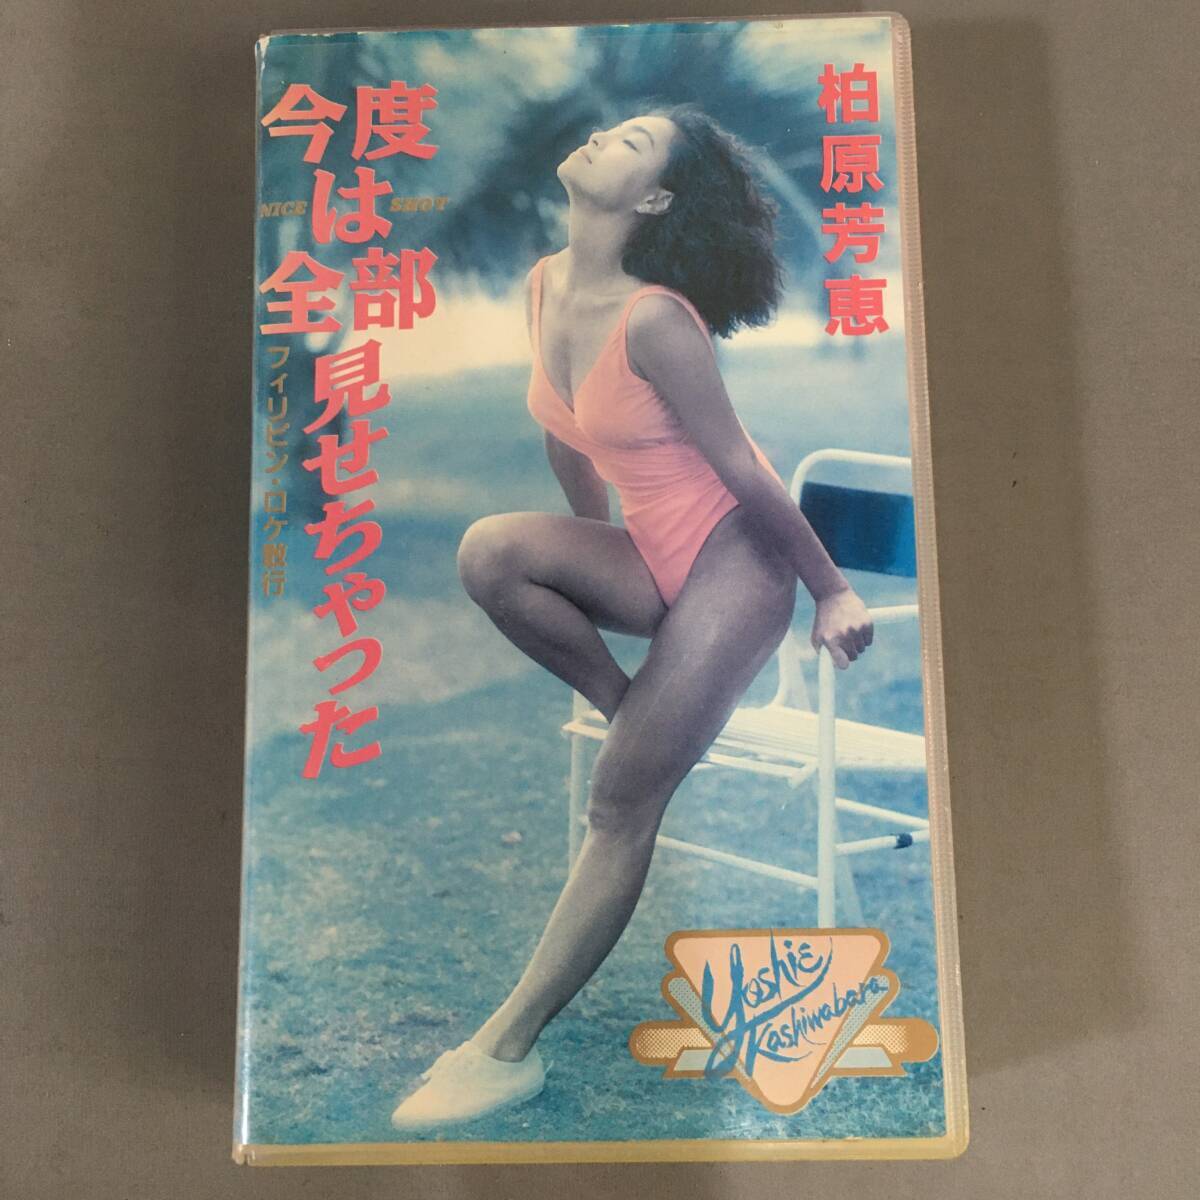 柏原芳恵
今度は全部見せちゃった
NICE SHOT
フィリピン・ロケ敢行
Yoshie
Kashiwabara